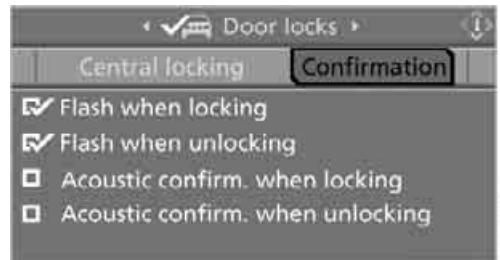 Door locks
Central locking Confirmation
Flash when locking
Flash when unlocking
Acoustic confirm. when locking
Acoustic confirm. when unlocking